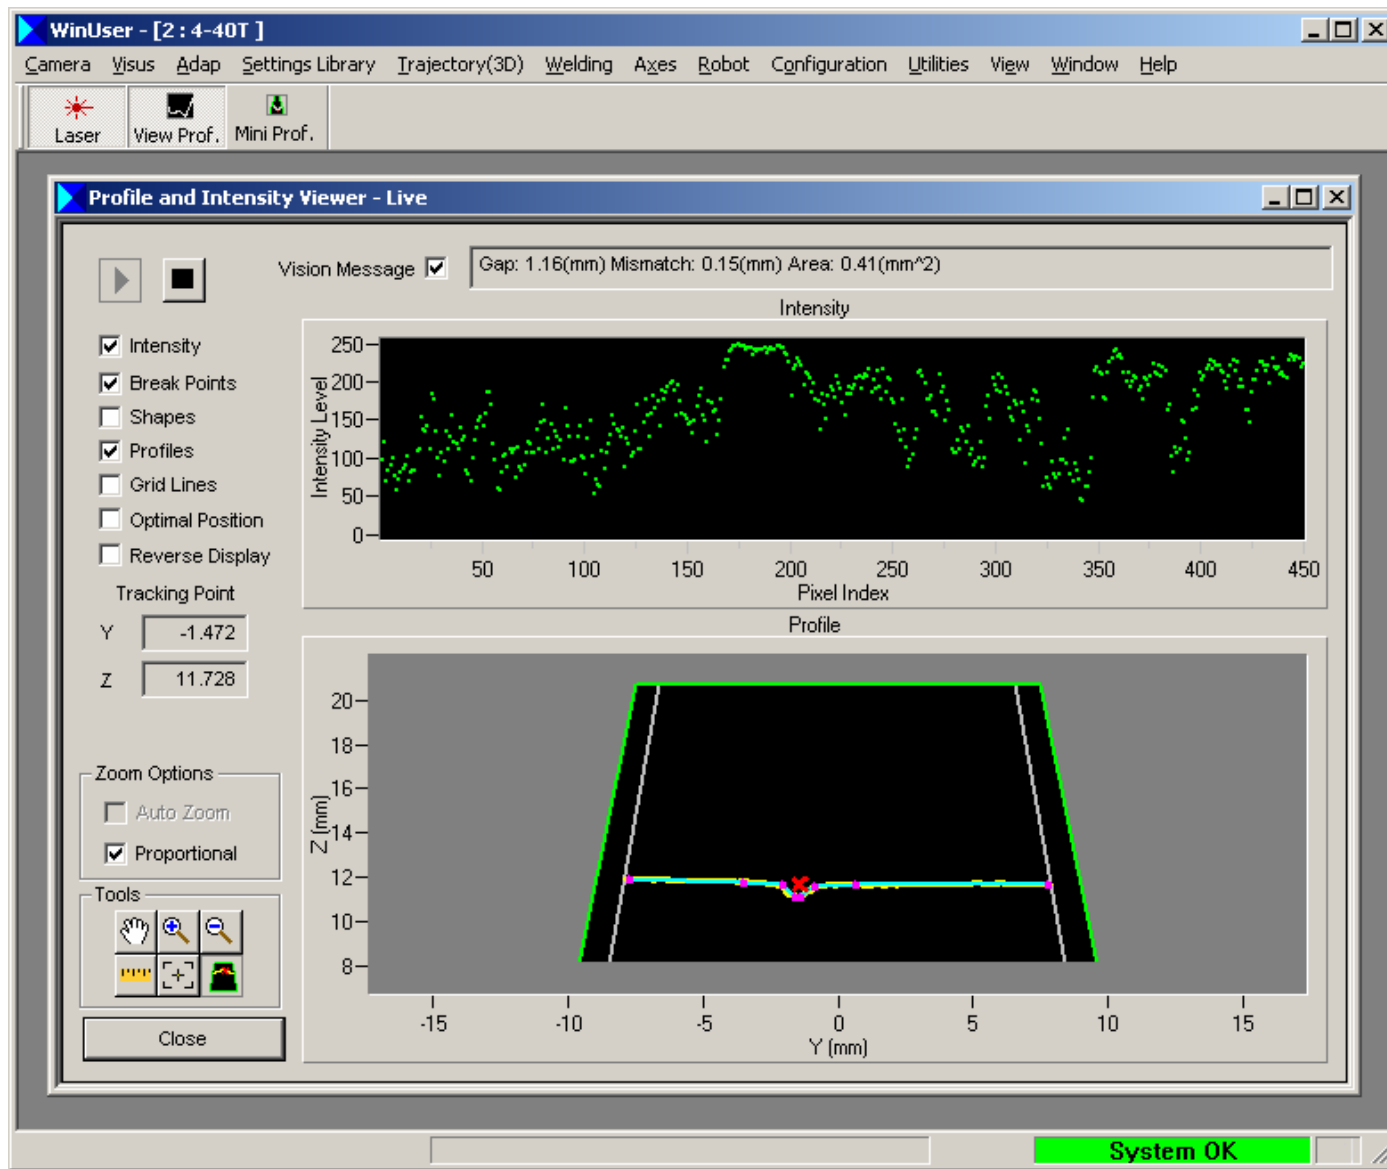 WinUser - [2 : 4-40T ]
Camera Visus Adap Settings Library Trajectory(3D) Welding Axes Robot Configuration Utilities View Window Help
Laser View Prof. Mini Prof.
Profile and Intensity Viewer - Live
Vision Message Gap: 1.16(mm) Mismatch: 0.15(mm) Area: 0.41(mm^2)
Intensity
Break Points
Shapes
Profiles
Grid Lines
Optimal Position
Reverse Display
Tracking Point
Y -1.472
Z 11.728
Zoom Options
Auto Zoom
Proportional
Tools
Close
Intensity
Intensity Level
250
200
150
100
50
0
50 100 150 200 250 300 350 400 450
Pixel Index
Profile
Z (mm)
20
18
16
14
12
10
8
-15 -10 -5 0 5 10 15
Y (mm)
System OK